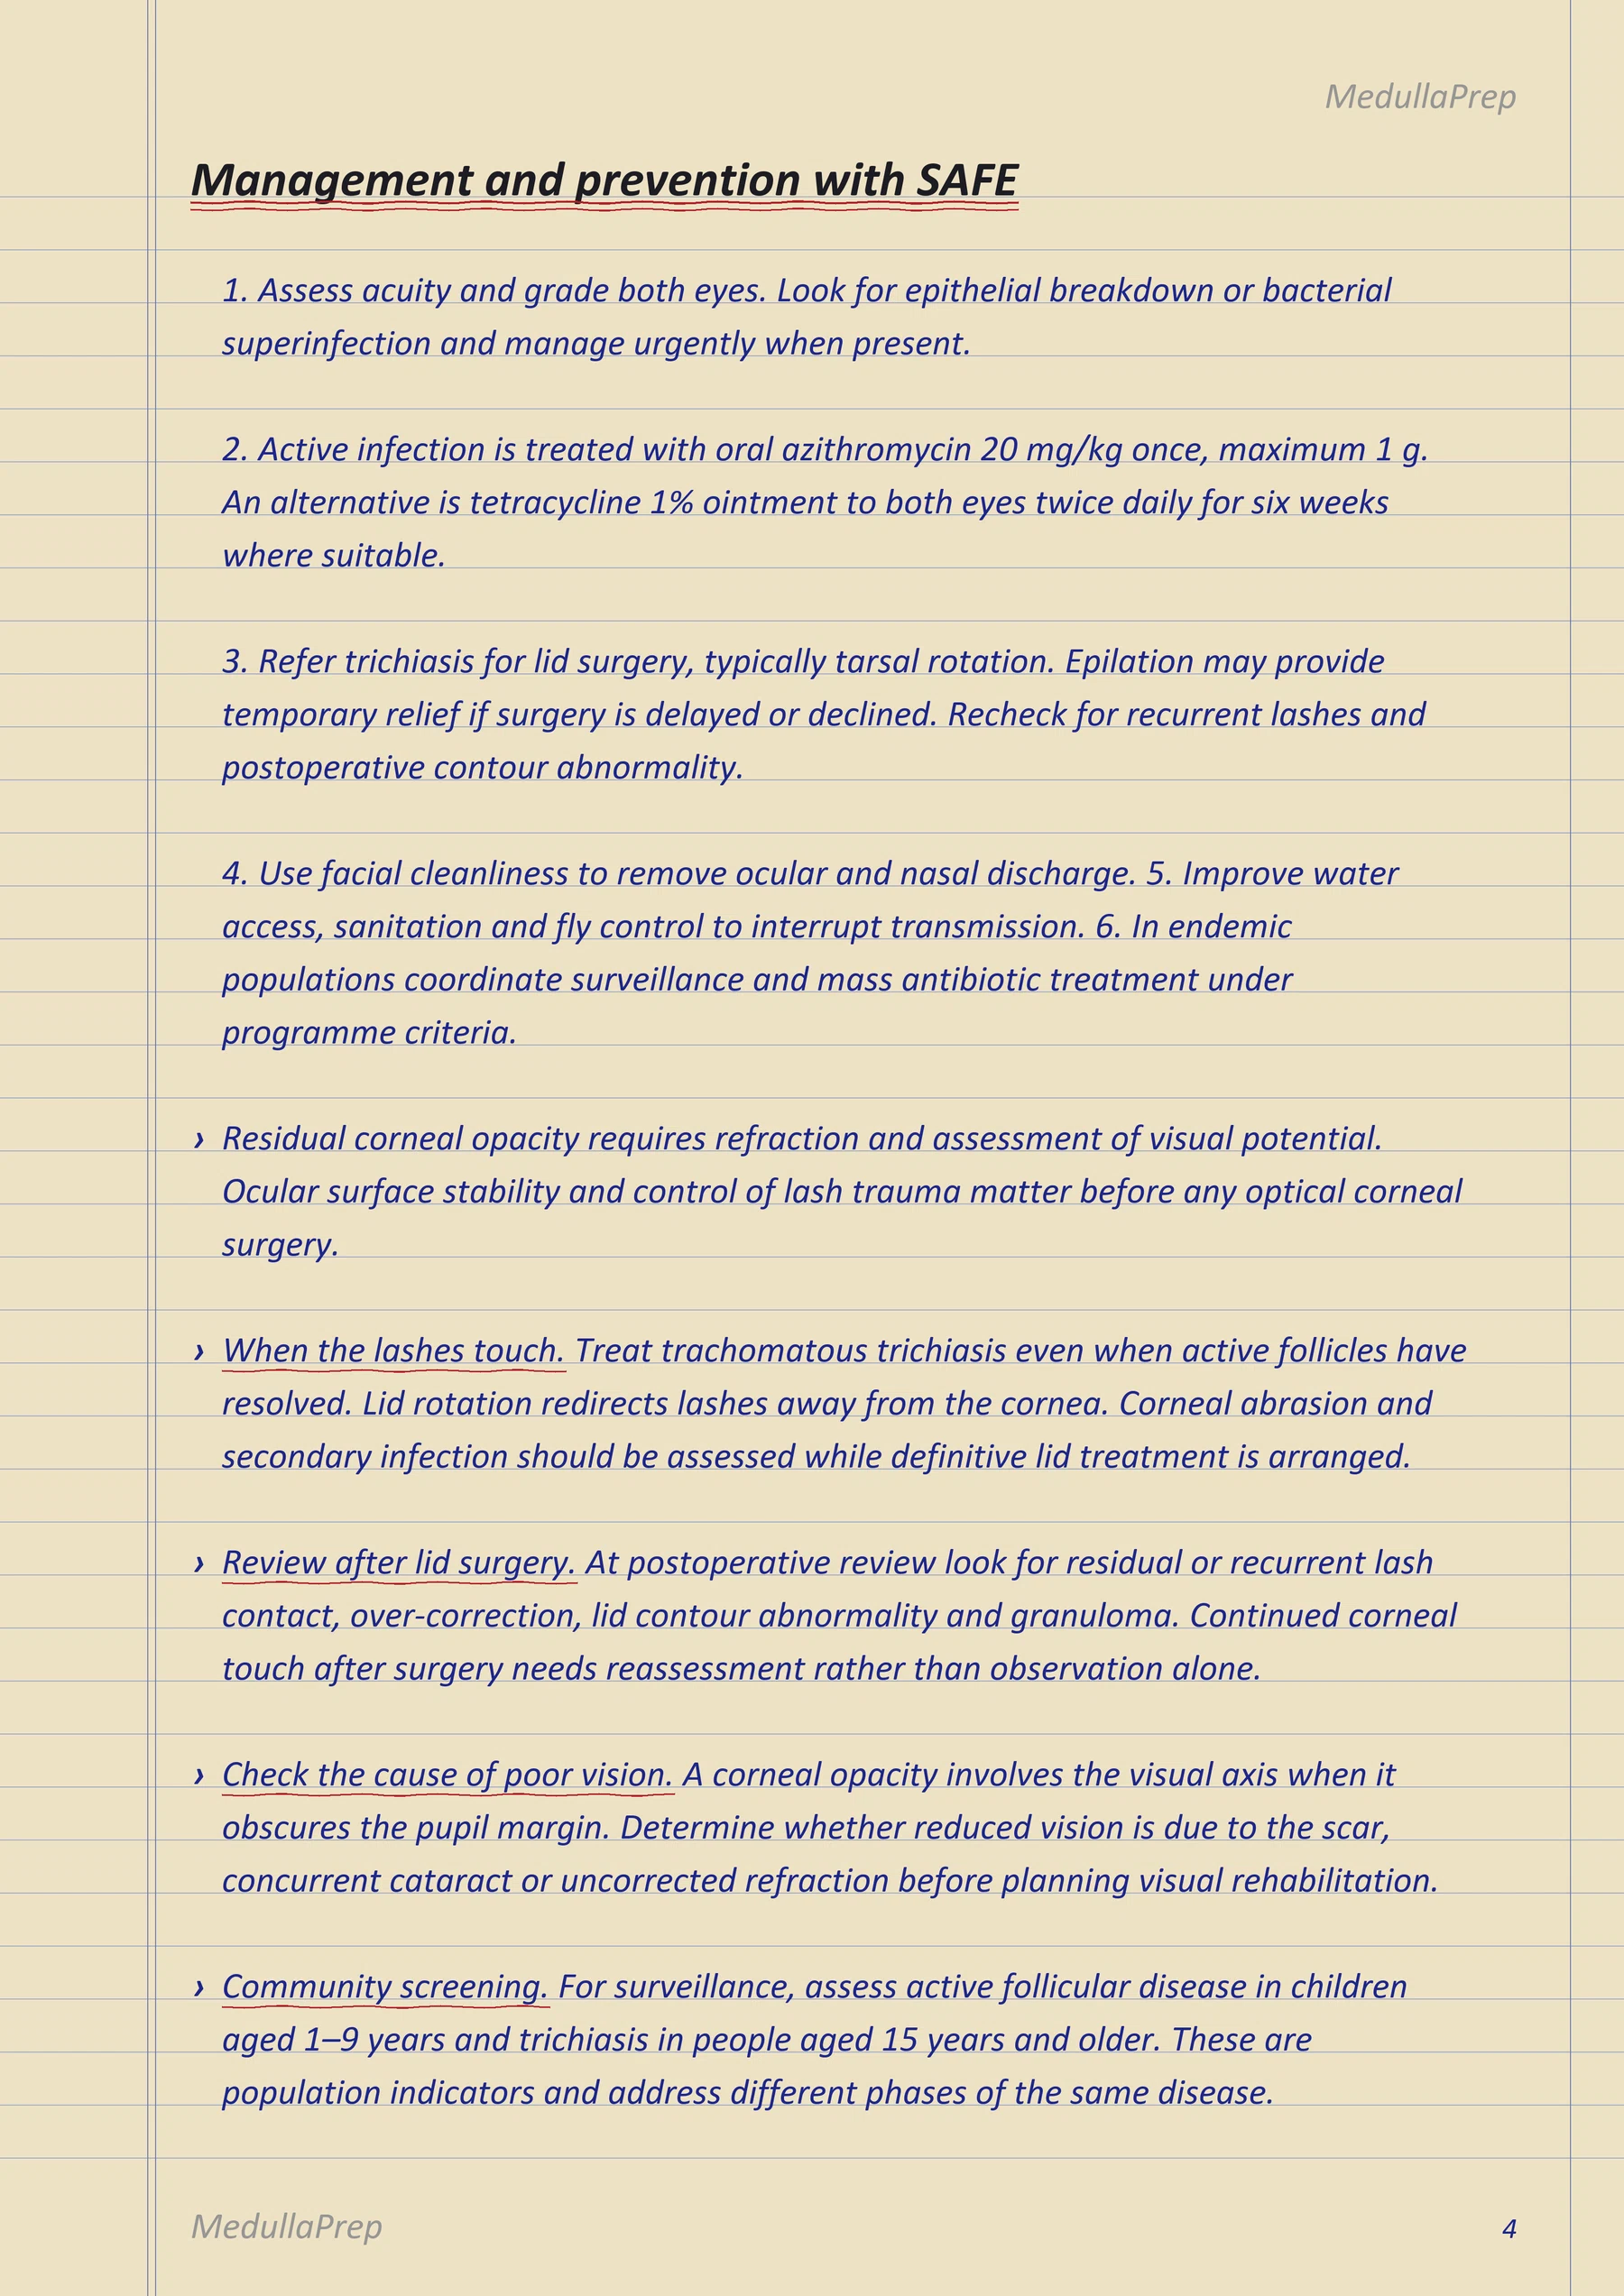 MedullaPrep
Management and prevention with SAFE
1. Assess acuity and grade both eyes. Look for epithelial breakdown or bacterial
superinfection and manage urgently when present.
2. Active infection is treated with oral azithromycin 20 mg/kg once, maximum 1 g.
An alternative is tetracycline 1% ointment to both eyes twice daily for six weeks
where suitable.
3. Refer trichiasis for lid surgery, typically tarsal rotation. Epilation may provide
temporary relief if surgery is delayed or declined. Recheck for recurrent lashes and
postoperative contour abnormality.
4. Use facial cleanliness to remove ocular and nasal discharge. 5. Improve water
access, sanitation and fly control to interrupt transmission. 6. In endemic
populations coordinate surveillance and mass antibiotic treatment under
programme criteria.
› Residual corneal opacity requires refraction and assessment of visual potential.
Ocular surface stability and control of lash trauma matter before any optical corneal
surgery.
› When the lashes touch. Treat trachomatous trichiasis even when active follicles have
resolved. Lid rotation redirects lashes away from the cornea. Corneal abrasion and
secondary infection should be assessed while definitive lid treatment is arranged.
› Review after lid surgery. At postoperative review look for residual or recurrent lash
contact, over-correction, lid contour abnormality and granuloma. Continued corneal
touch after surgery needs reassessment rather than observation alone.
› Check the cause of poor vision. A corneal opacity involves the visual axis when it
obscures the pupil margin. Determine whether reduced vision is due to the scar,
concurrent cataract or uncorrected refraction before planning visual rehabilitation.
› Community screening. For surveillance, assess active follicular disease in children
aged 1–9 years and trichiasis in people aged 15 years and older. These are
population indicators and address different phases of the same disease.
MedullaPrep
4